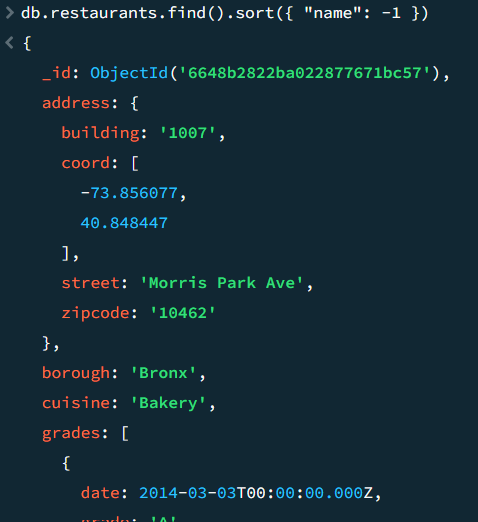 > db.restaurants.find().sort({ "name": -1 })
< {
_id: ObjectId('6648b2822ba022877671bc57'),
address: {
building: '1007',
coord: [
-73.856077,
40.848447
],
street: 'Morris Park Ave',
zipcode: '10462'
},
borough: 'Bronx',
cuisine: 'Bakery',
grades: [
{
date: 2014-03-03T00:00:00.000Z,
grade: 'A'